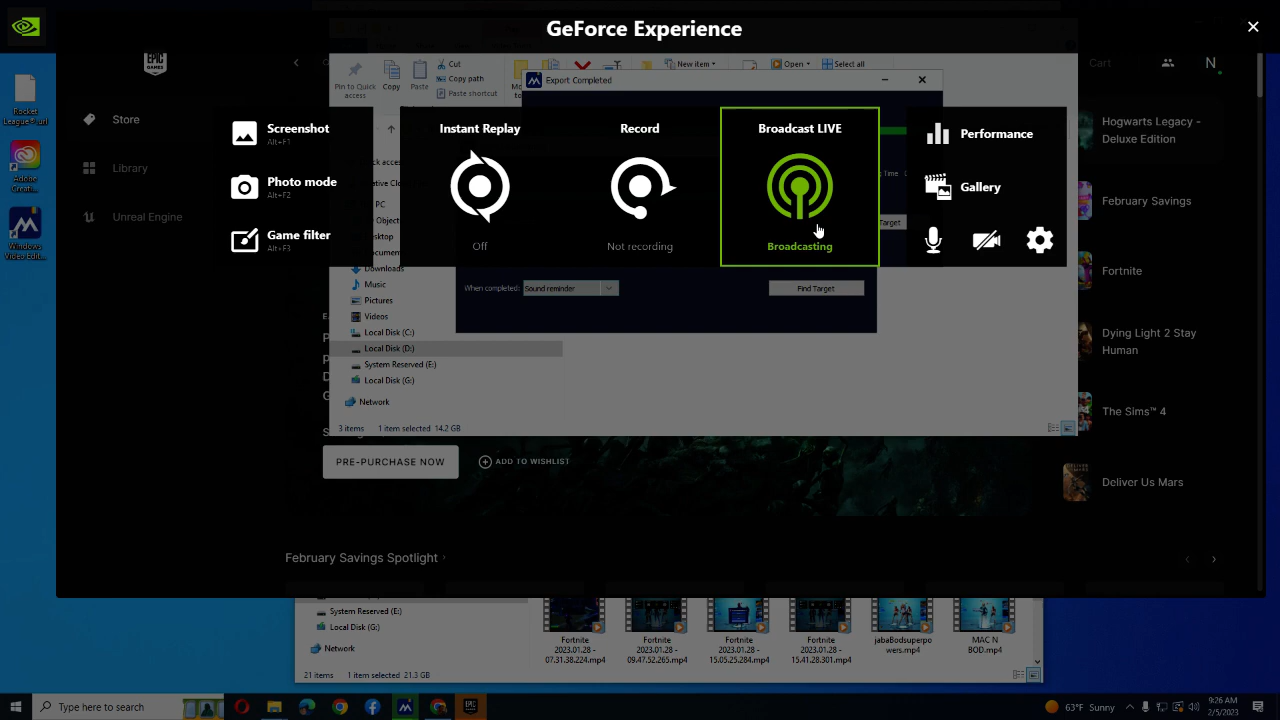 GeForce Experience
EPIC
GAMES
Store
Library
Unreal Engine
Rocket
League®.url
Adobe
Creati...
Windows
Video Edit...
Pin to Quick
access
Copy
Paste
Cut
Copy path
Paste shortcut
New item
Open
Select all
Export Completed
Cart
N
Screenshot
Alt+F1
Photo mode
Alt+F2
Game filter
Alt+F3
Instant Replay
Off
Record
Not recording
Broadcast LIVE
Broadcasting
Performance
Gallery
Target
PC
Downloads
Music
Pictures
Videos
Local Disk (C:)
Local Disk (D:)
System Reserved (E:)
Local Disk (G:)
Network
3 items
1 item selected 14.2 GB
When completed:
Sound reminder
Find Target
Hogwarts Legacy -
Deluxe Edition
February Savings
Fortnite
Dying Light 2 Stay
Human
The Sims™ 4
Deliver Us Mars
PRE-PURCHASE NOW
ADD TO WISHLIST
February Savings Spotlight
System Reserved (E:)
Local Disk (G:)
Network
Fortnite
2023.01.28 -
07.31.38.224.mp4
Fortnite
2023.01.28 -
09.47.52.265.mp4
Fortnite
2023.01.28 -
15.05.25.284.mp4
Fortnite
2023.01.28 -
15.41.28.301.mp4
jabaBodsuperpo
wers.mp4
MAC N
BOD.mp4
21 items
1 item selected 21.3 GB
Type here to search
63°F Sunny
9:26 AM
2/5/2023